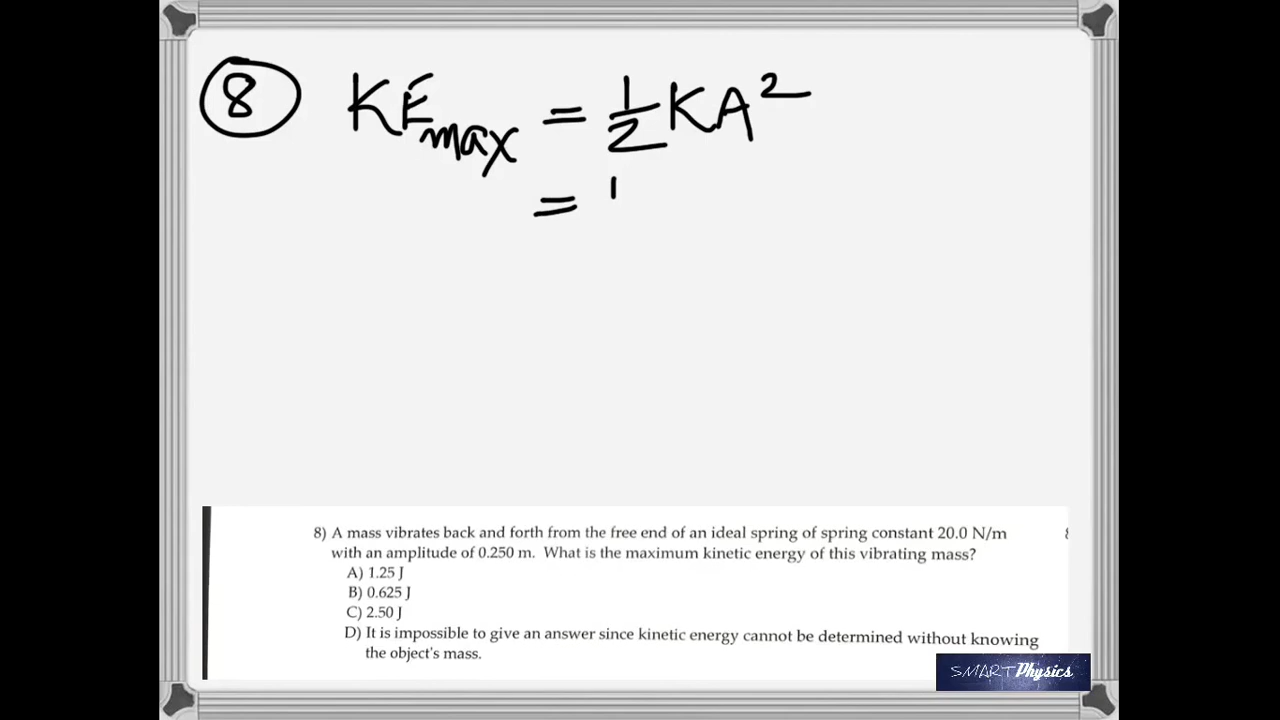 8 KEmax = 1/2 KA²
= 1
8) A mass vibrates back and forth from the free end of an ideal spring of spring constant 20.0 N/m
with an amplitude of 0.250 m. What is the maximum kinetic energy of this vibrating mass?
A) 1.25 J
B) 0.625 J
C) 2.50 J
D) It is impossible to give an answer since kinetic energy cannot be determined without knowing
the object's mass.
SMART Physics